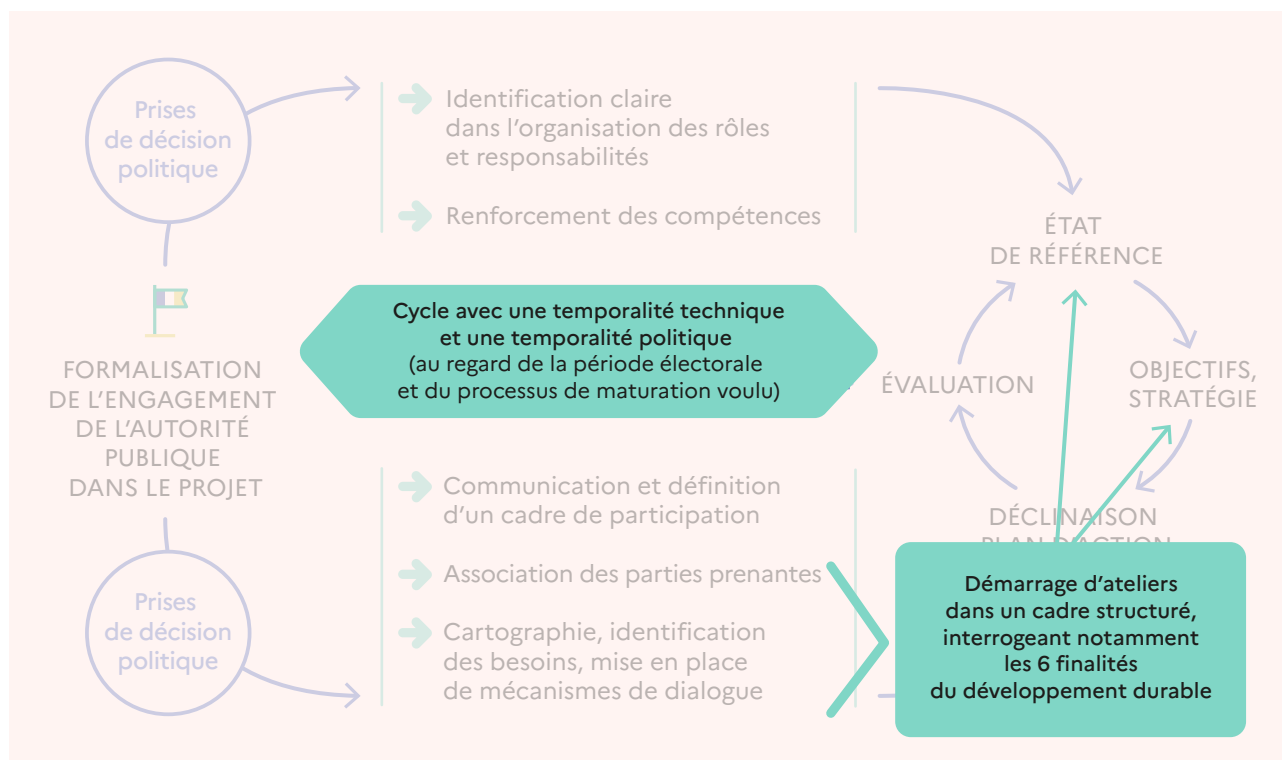 Prises
de décision
politique
Identification claire
dans l'organisation des rôles
et responsabilités
Renforcement des compétences
ÉTAT
DE RÉFÉRENCE
Cycle avec une temporalité technique
et une temporalité politique
(au regard de la période électorale
et du processus de maturation voulu)
FORMALISATION
DE L'ENGAGEMENT
DE L'AUTORITÉ
PUBLIQUE
DANS LE PROJET
ÉVALUATION
OBJECTIFS,
STRATÉGIE
Communication et définition
d'un cadre de participation
Association des parties prenantes
Cartographie, identification
des besoins, mise en place
de mécanismes de dialogue
DÉCLINAISON
PLAN D'ACTION
Démarrage d'ateliers
dans un cadre structuré,
interrogeant notamment
les 6 finalités
du développement durable
Prises
de décision
politique